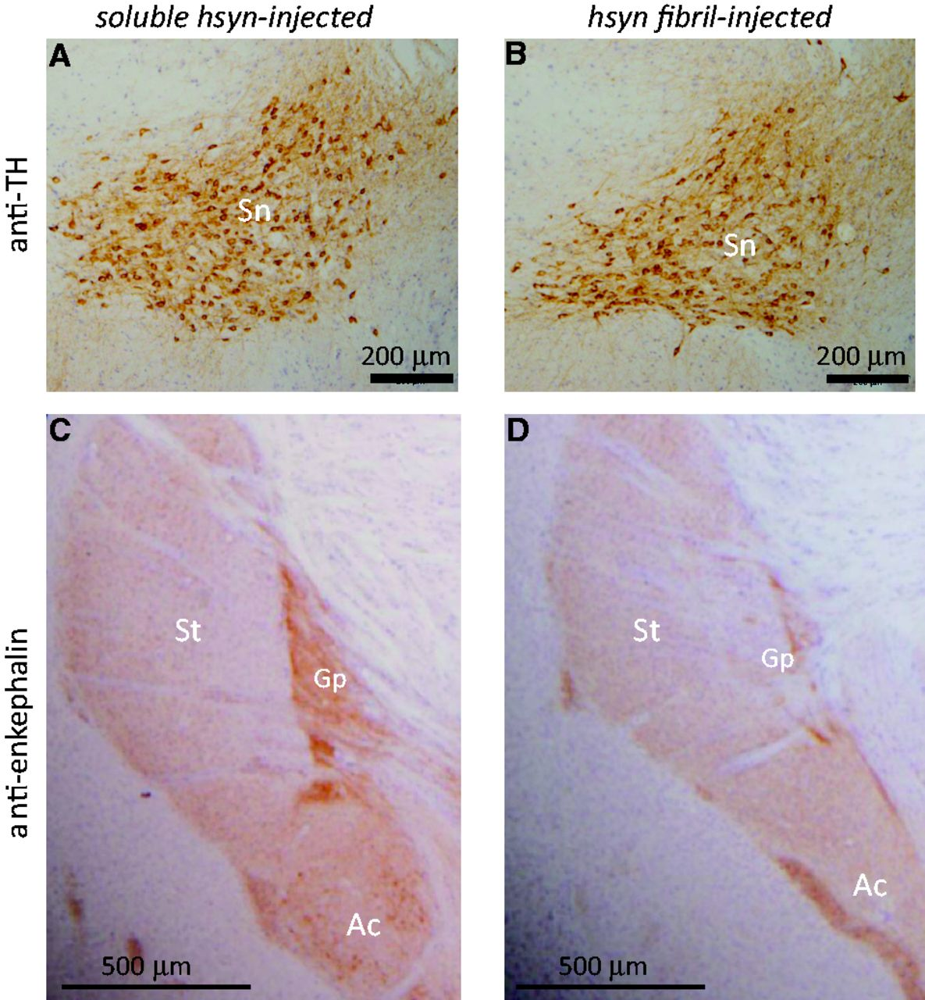 soluble hsyn-injected
hsyn fibril-injected
anti-TH
A
Sn
200 μm
B
Sn
200 μm
anti-enkephalin
C
St
Gp
Ac
500 μm
D
St
Gp
Ac
500 μm